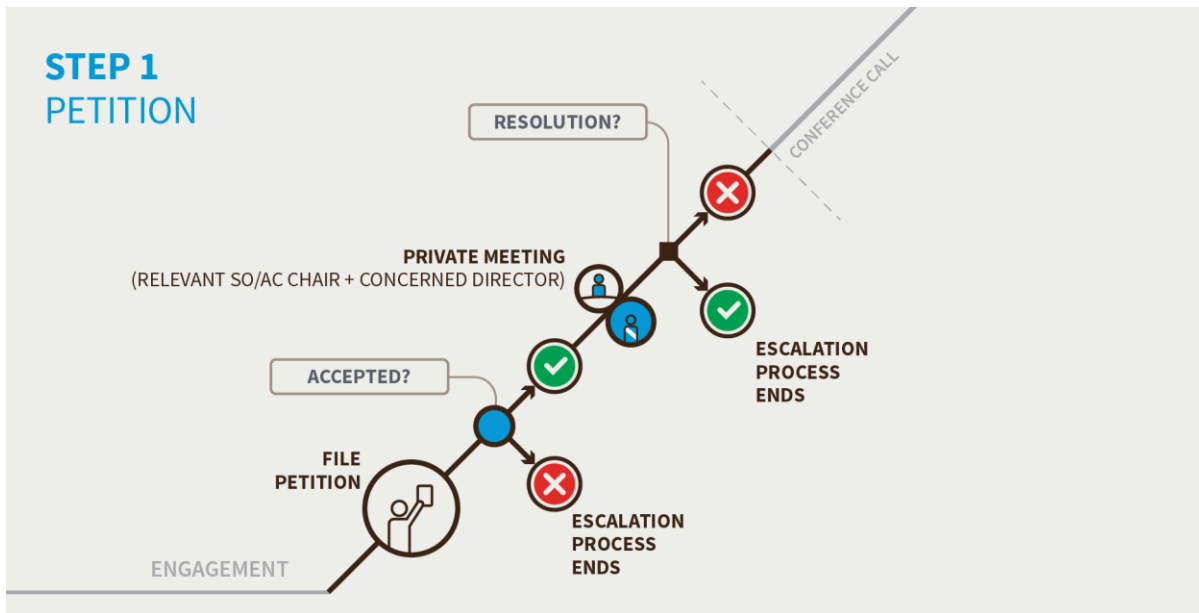 STEP 1
PETITION
CONFERENCE CALL
RESOLUTION?
PRIVATE MEETING
(RELEVANT SO/AC CHAIR + CONCERNED DIRECTOR)
ESCALATION
PROCESS
ENDS
ACCEPTED?
FILE
PETITION
ESCALATION
PROCESS
ENDS
ENGAGEMENT